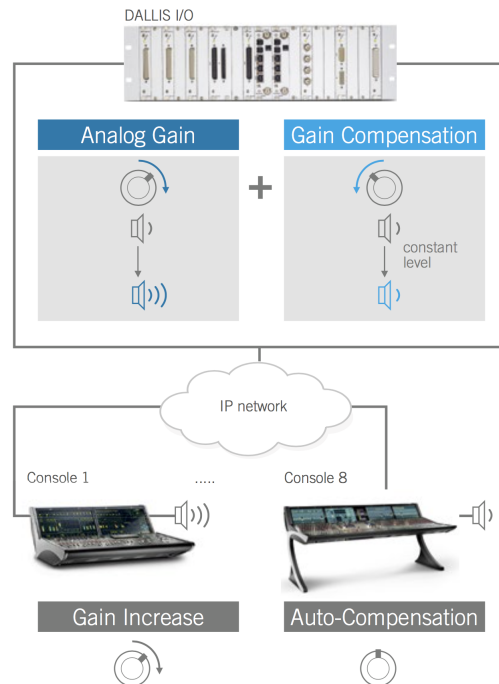 DALLIS I/O
Analog Gain
Gain Compensation
constant
level
IP network
Console 1
.....
Console 8
Gain Increase
Auto-Compensation